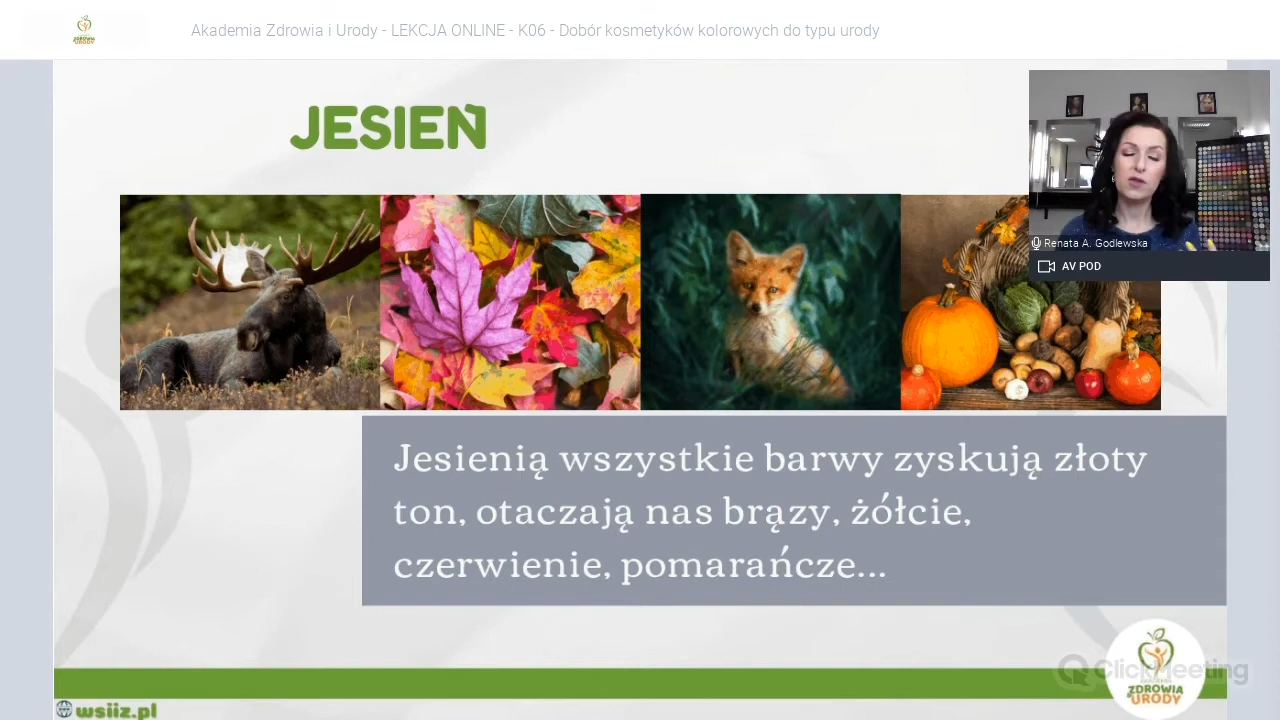 Akademia Zdrowia i Urody - LEKCJA ONLINE - K06 - Dobór kosmetyków kolorowych do typu urody
JESIEŃ
Renata A. Godlewska
AV POD
Jesienią wszystkie barwy zyskują złoty
ton, otaczają nas brązy, żółcie,
czerwienie, pomarańcze...
ClickMeeting
ZDROWIA
URODY
wsiiz.pl